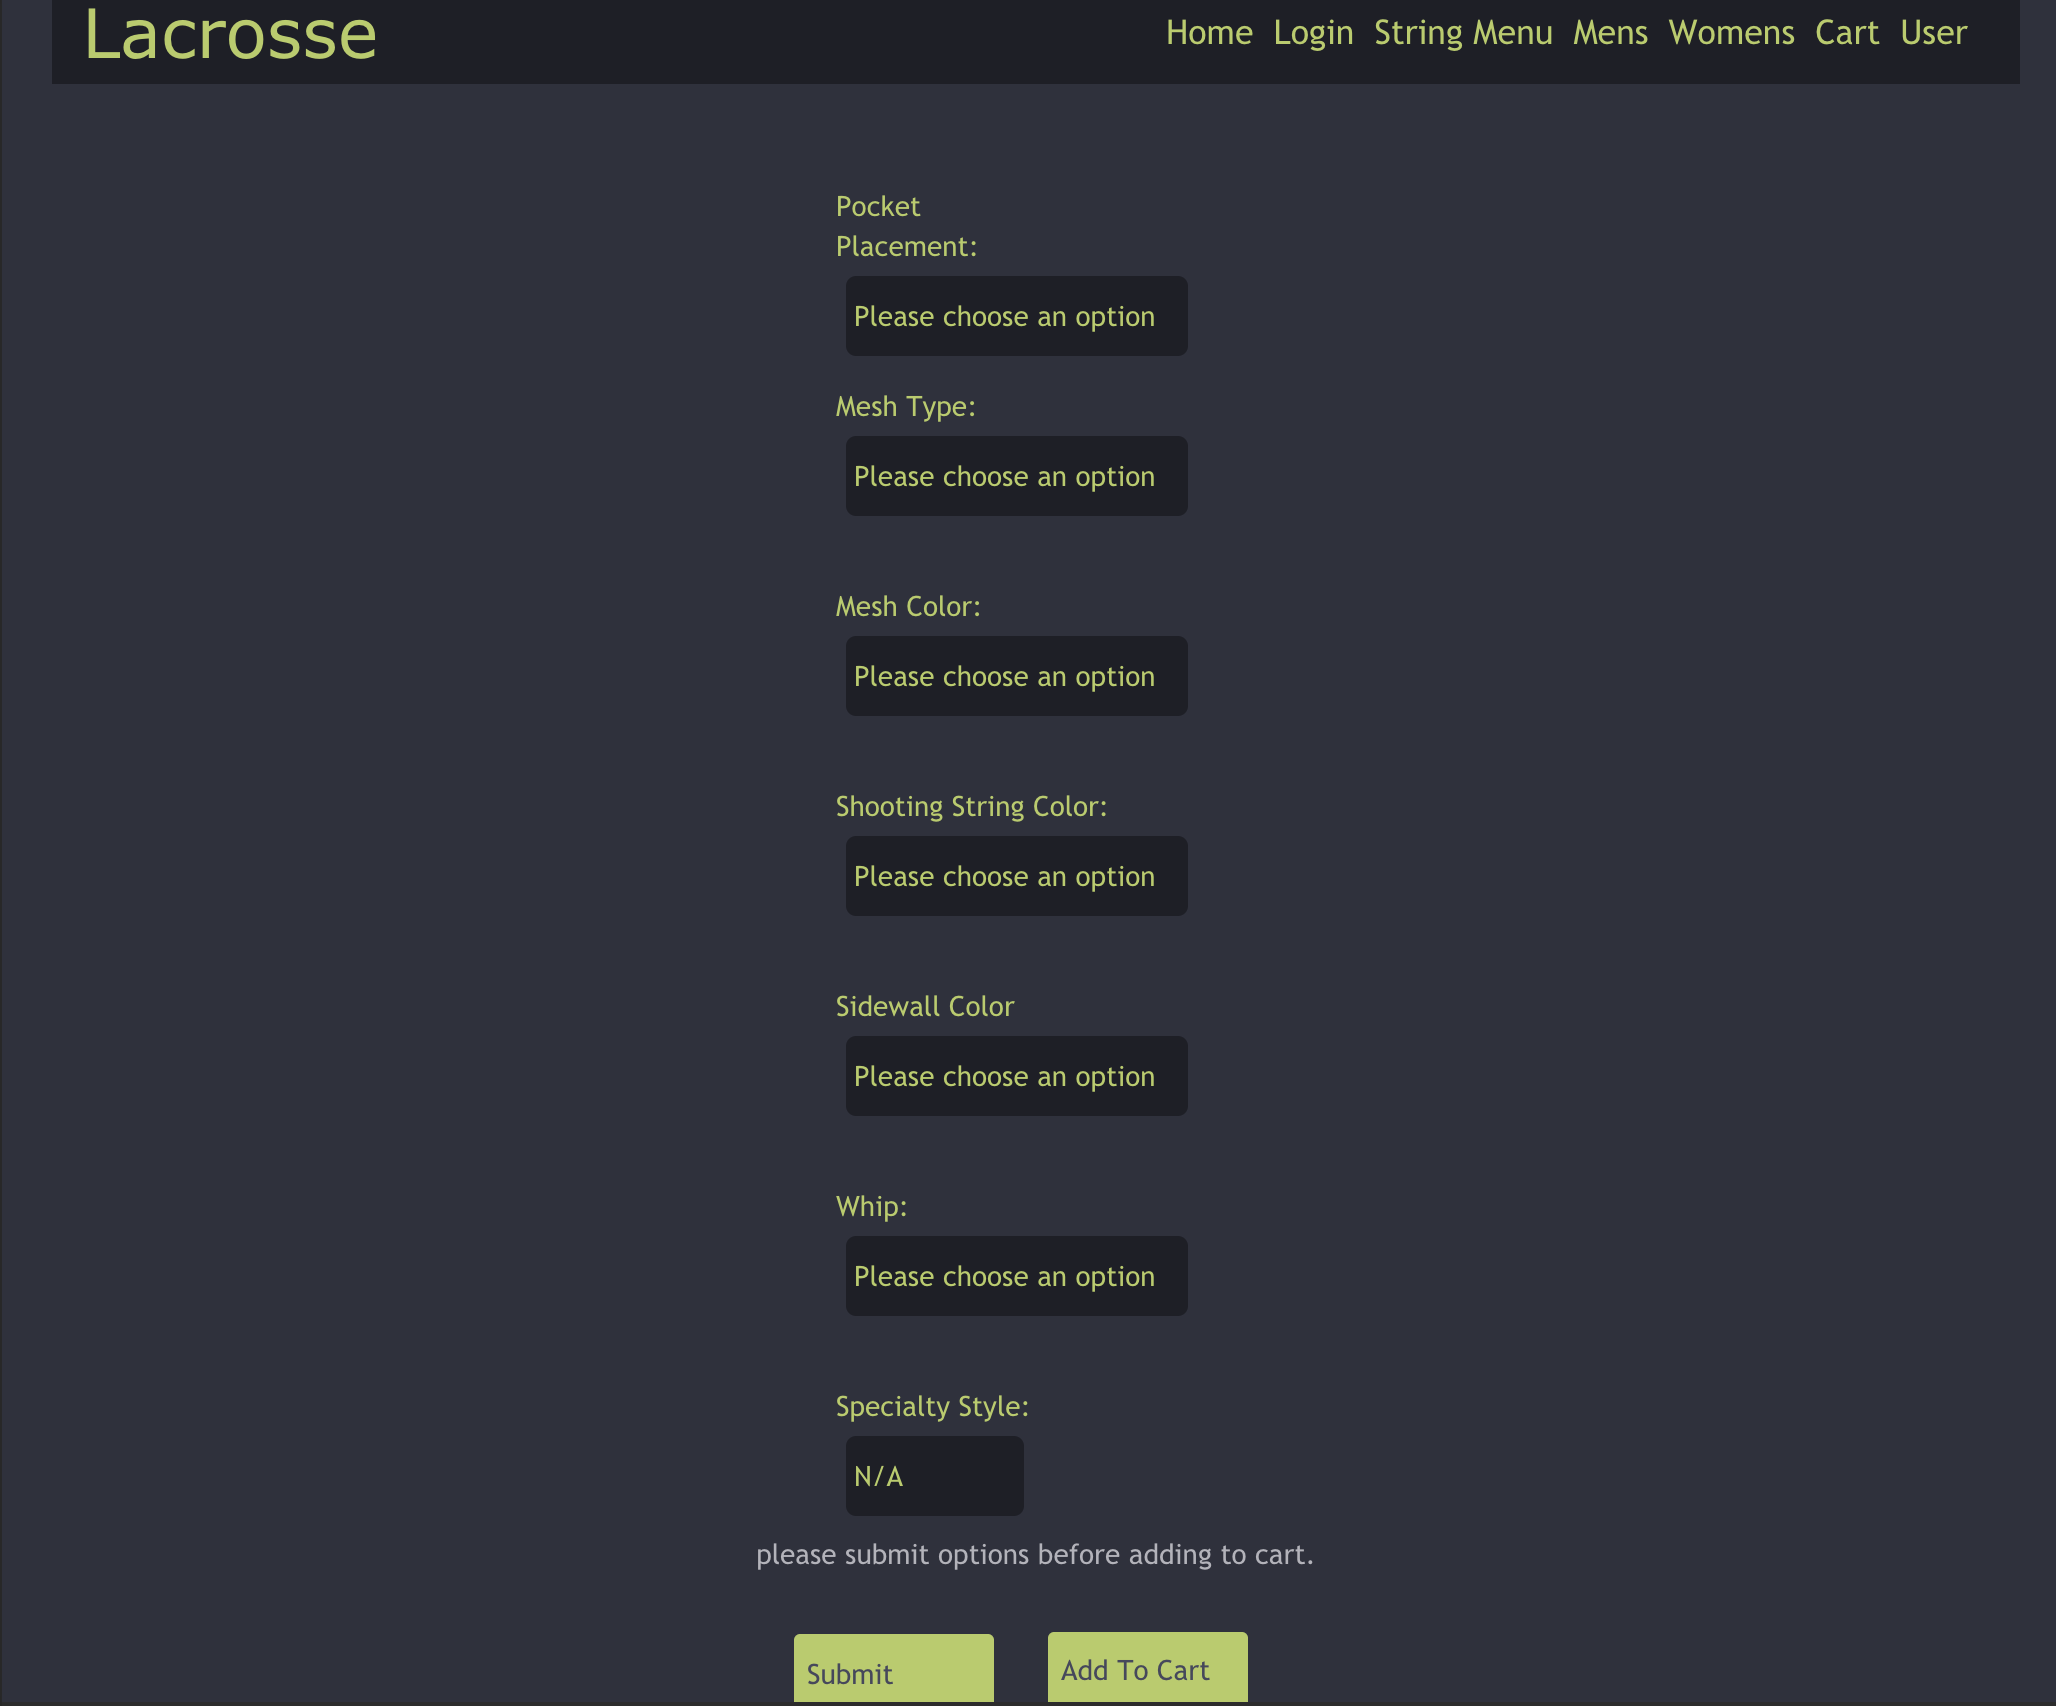 Lacrosse
Home Login String Menu Mens Womens Cart User
Pocket
Placement:
Please choose an option
Mesh Type:
Please choose an option
Mesh Color:
Please choose an option
Shooting String Color:
Please choose an option
Sidewall Color
Please choose an option
Whip:
Please choose an option
Specialty Style:
N/A
please submit options before adding to cart.
Submit
Add To Cart